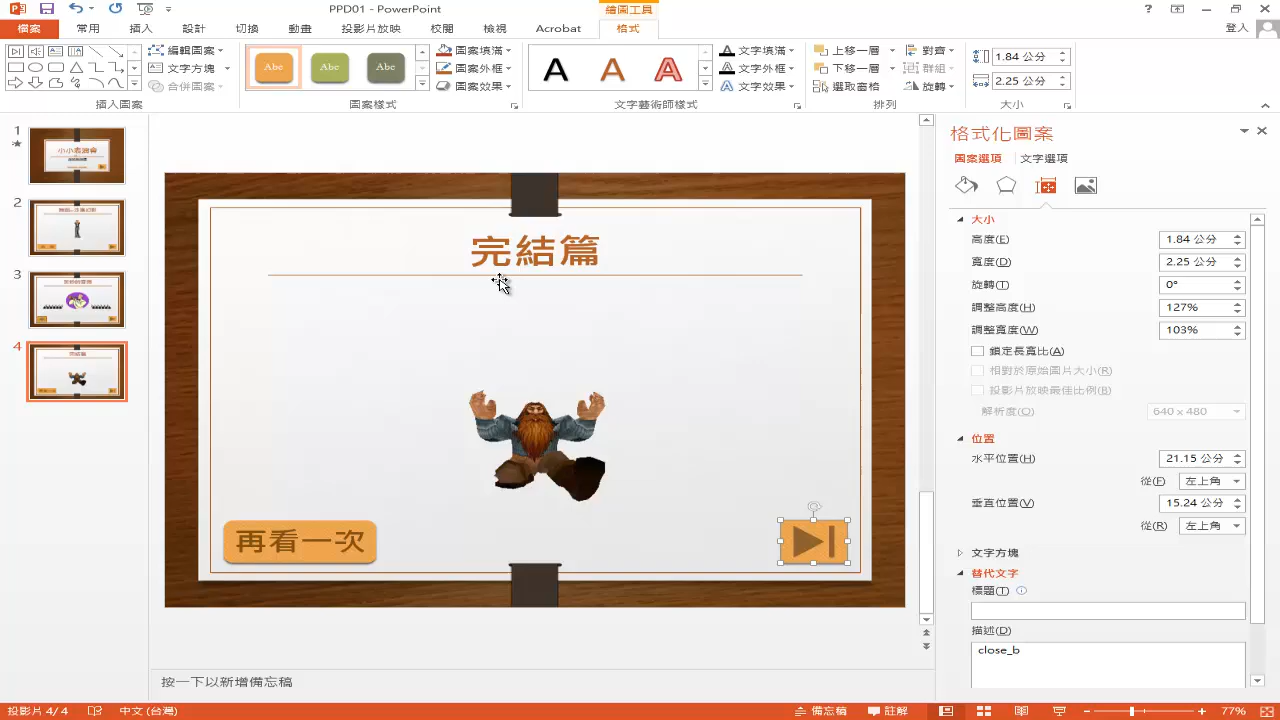 PPD01 - PowerPoint
繪圖工具
檔案 常用 插入 設計 切換 動畫 投影片放映 校閱 檢視 Acrobat 格式
登入
編輯圖案
文字方塊
合併圖案
插入圖案
Abc Abc Abc
圖案填滿
圖案外框
圖案效果
圖案樣式
A A A
文字填滿
文字外框
文字效果
文字藝術師樣式
上移一層
下移一層
選取窗格
對齊
群組
旋轉
排列
1.84 公分
2.25 公分
大小
1
2
3
4
完結篇
再看一次
按一下以新增備忘稿
格式化圖案
圖案選項 文字選項
大小
高度(E) 1.84 公分
寬度(D) 2.25 公分
旋轉(T) 0°
調整高度(H) 127%
調整寬度(W) 103%
鎖定長寬比(A)
相對於原始圖片大小(R)
投影片放映最佳比例(B)
解析度(O) 640 x 480
位置
水平位置(H) 21.15 公分
從(F) 左上角
垂直位置(V) 15.24 公分
從(R) 左上角
文字方塊
替代文字
標題(T)
描述(D)
close_b
投影片 4/4 中文 (台灣) 備忘稿 註解 77%